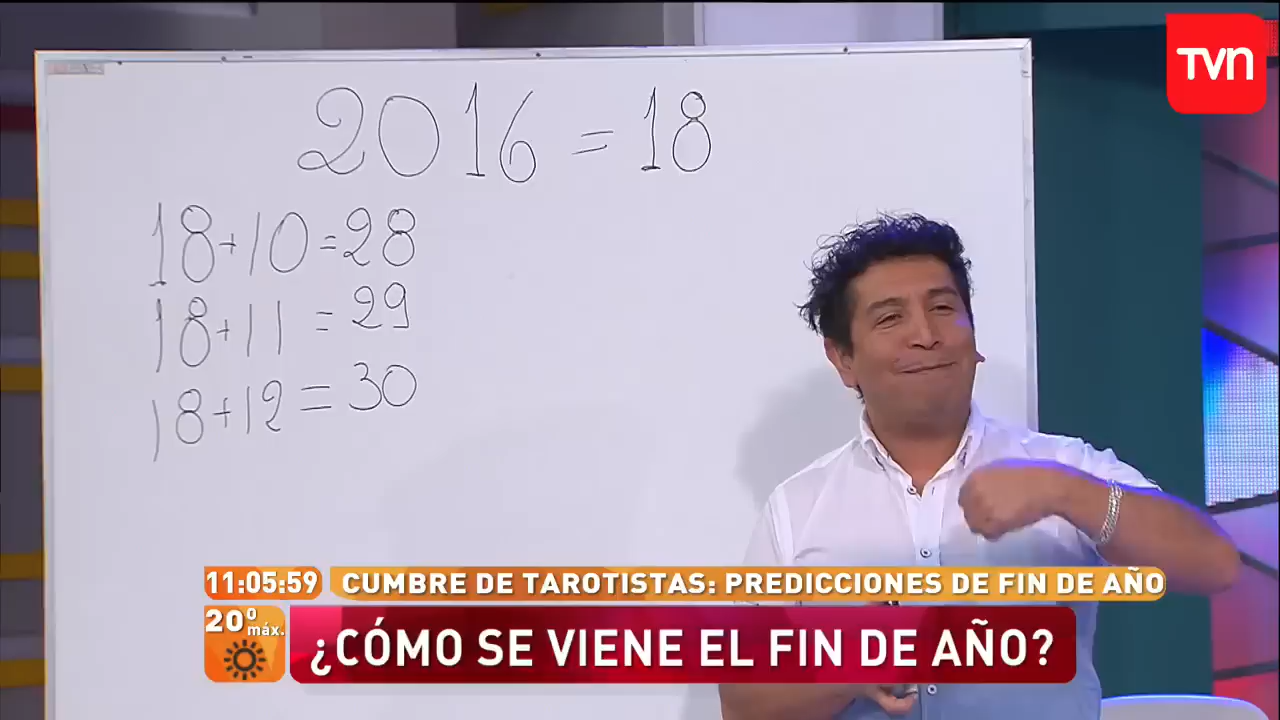 TVN
2016 = 18
18+10=28
18+11=29
18+12=30
11:05:59 CUMBRE DE TAROTISTAS: PREDICCIONES DE FIN DE AÑO
20º máx. ¿CÓMO SE VIENE EL FIN DE AÑO?